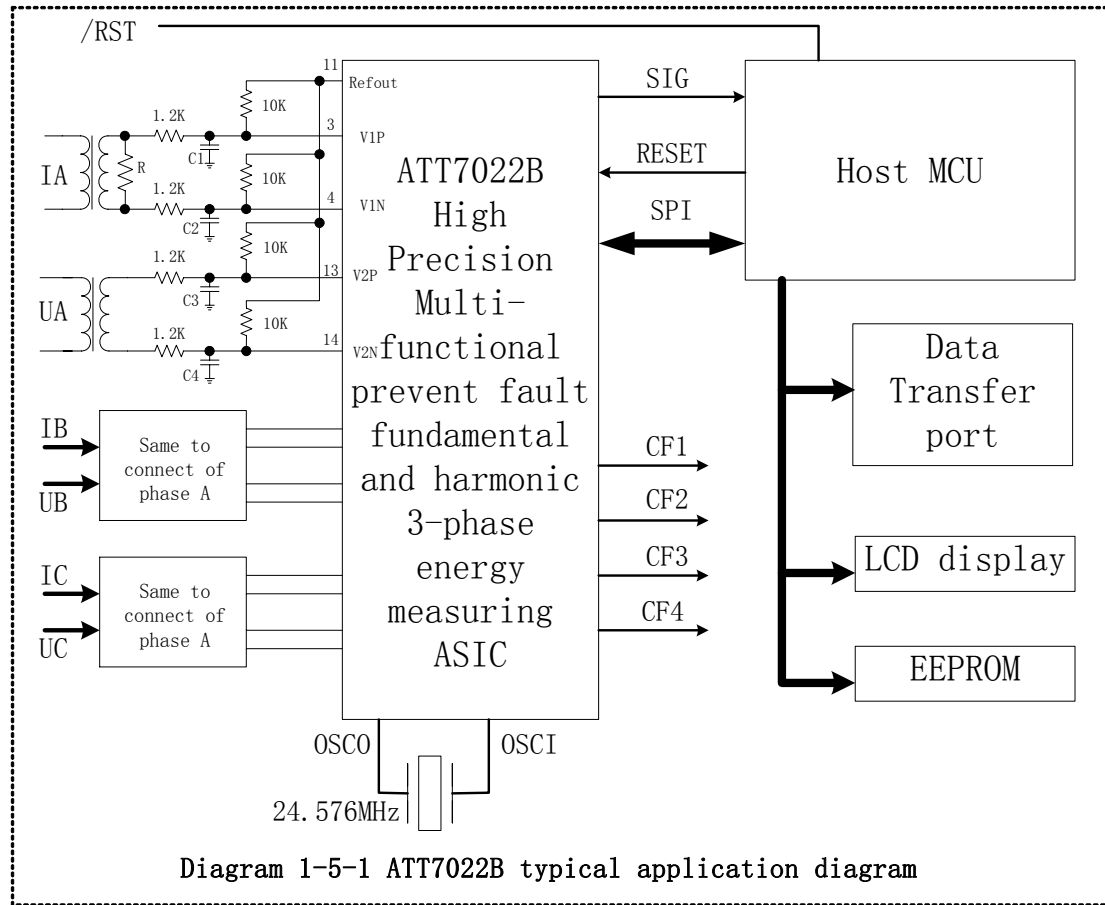 /RST
11
Refout
10K
1.2K
3
V1P
C1
IA
R
10K
1.2K
4
V1N
C2
10K
1.2K
13
V2P
C3
UA
10K
1.2K
14
V2N
C4
IB
UB
Same to
connect of
phase A
IC
UC
Same to
connect of
phase A
ATT7022B
High
Precision
Multi-
functional
prevent fault
fundamental
and harmonic
3-phase
energy
measuring
ASIC
SIG
RESET
SPI
Host MCU
Data
Transfer
port
LCD display
EEPROM
CF1
CF2
CF3
CF4
OSCO
OSCI
24.576MHz
Diagram 1-5-1 ATT7022B typical application diagram